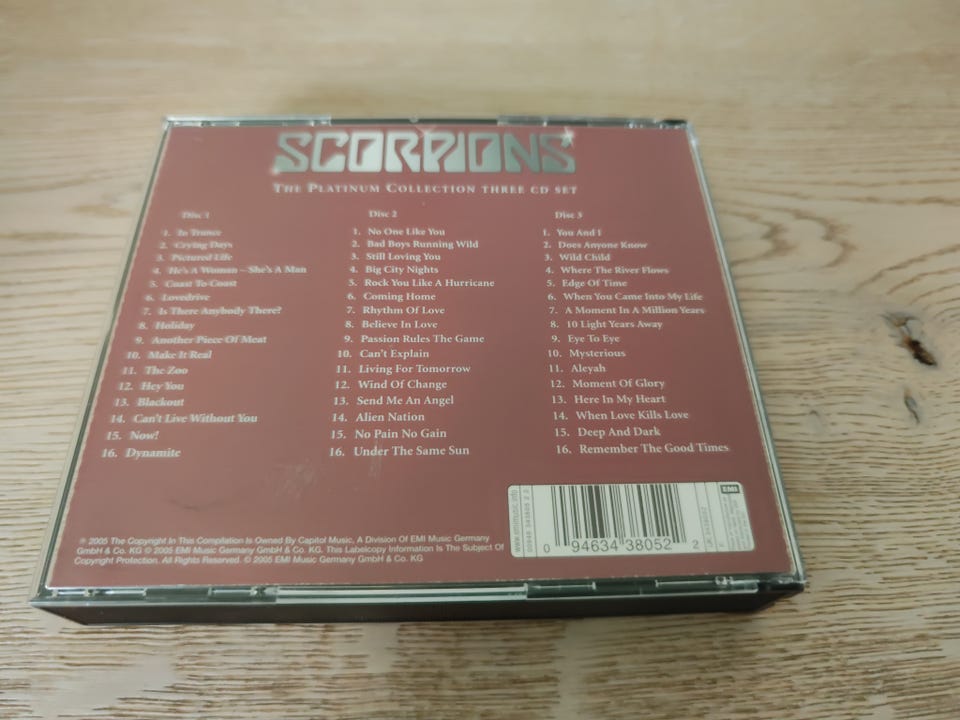 SCORPIONS
THE PLATINUM COLLECTION THREE CD SET
Disc 1
1. In Trance
2. Crying Days
3. Pictured Life
4. He's A Woman – She's A Man
5. Coast To Coast
6. Lovedrive
7. Is There Anybody There?
8. Holiday
9. Another Piece Of Meat
10. Make It Real
11. The Zoo
12. Hey You
13. Blackout
14. Can't Live Without You
15. Now!
16. Dynamite
Disc 2
1. No One Like You
2. Bad Boys Running Wild
3. Still Loving You
4. Big City Nights
5. Rock You Like A Hurricane
6. Coming Home
7. Rhythm Of Love
8. Believe In Love
9. Passion Rules The Game
10. Can't Explain
11. Living For Tomorrow
12. Wind Of Change
13. Send Me An Angel
14. Alien Nation
15. No Pain No Gain
16. Under The Same Sun
Disc 3
1. You And I
2. Does Anyone Know
3. Wild Child
4. Where The River Flows
5. Edge Of Time
6. When You Came Into My Life
7. A Moment In A Million Years
8. 10 Light Years Away
9. Eye To Eye
10. Mysterious
11. Aleyah
12. Moment Of Glory
13. Here In My Heart
14. When Love Kills Love
15. Deep And Dark
16. Remember The Good Times
℗ 2005 The Copyright In This Compilation Is Owned By Capitol Music, A Division Of EMI Music Germany
GmbH & Co. KG © 2005 EMI Music Germany GmbH & Co. KG. This Labelcopy Information Is The Subject Of
Copyright Protection. All Rights Reserved. © 2005 EMI Music Germany GmbH & Co. KG
www.emimusic.info
0 94634 38052 2
EMI